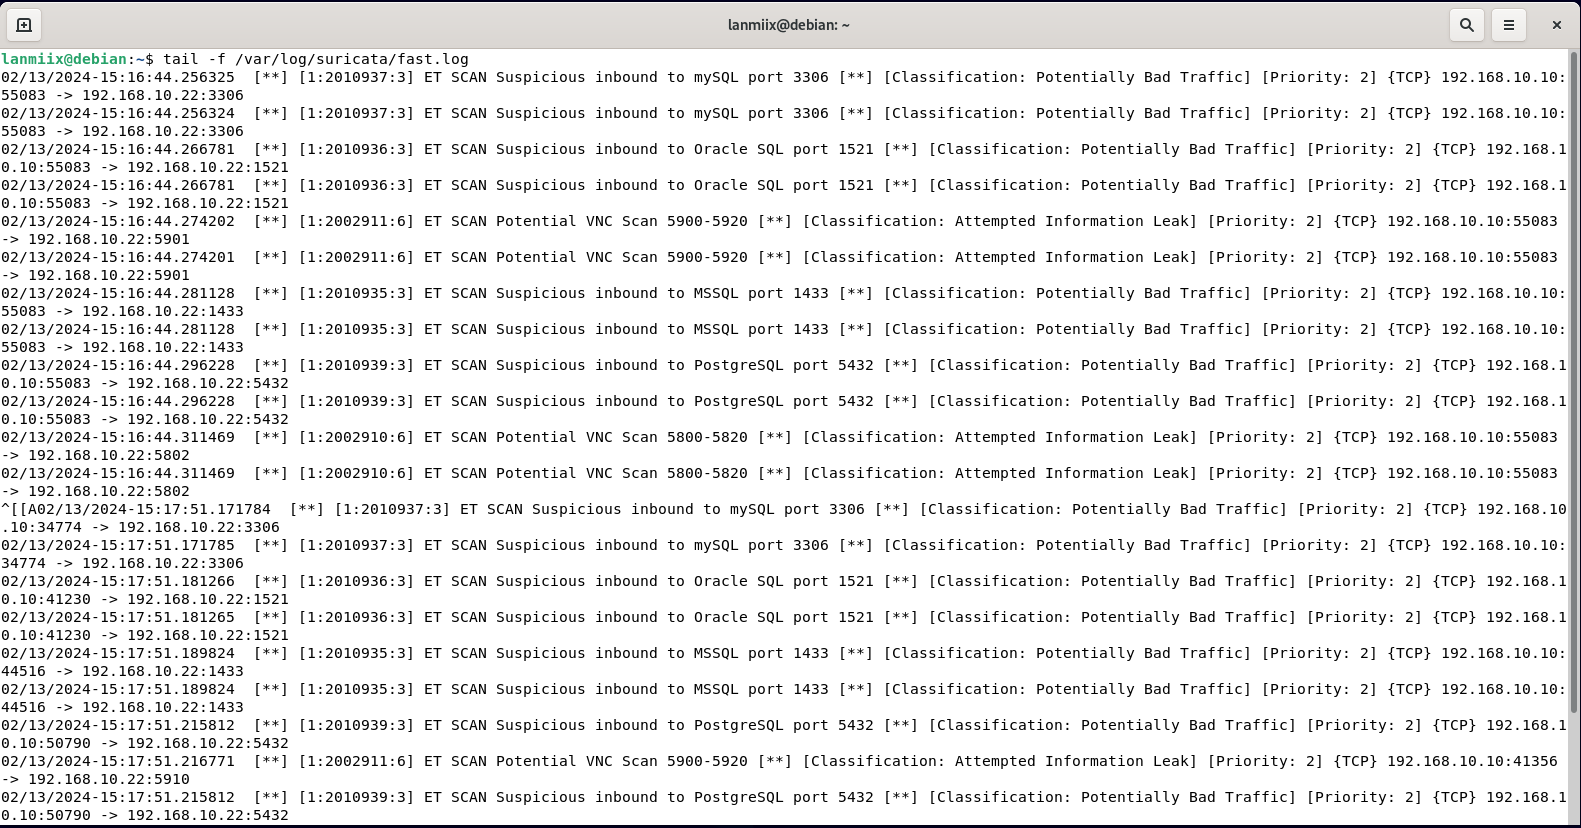 lanmiix@debian: ~
lanmiix@debian:~$ tail -f /var/log/suricata/fast.log
02/13/2024-15:16:44.256325  [**] [1:2010937:3] ET SCAN Suspicious inbound to mySQL port 3306 [**] [Classification: Potentially Bad Traffic] [Priority: 2] {TCP} 192.168.10.10:
55083 -> 192.168.10.22:3306
02/13/2024-15:16:44.256324  [**] [1:2010937:3] ET SCAN Suspicious inbound to mySQL port 3306 [**] [Classification: Potentially Bad Traffic] [Priority: 2] {TCP} 192.168.10.10:
55083 -> 192.168.10.22:3306
02/13/2024-15:16:44.266781  [**] [1:2010936:3] ET SCAN Suspicious inbound to Oracle SQL port 1521 [**] [Classification: Potentially Bad Traffic] [Priority: 2] {TCP} 192.168.1
0.10:55083 -> 192.168.10.22:1521
02/13/2024-15:16:44.266781  [**] [1:2010936:3] ET SCAN Suspicious inbound to Oracle SQL port 1521 [**] [Classification: Potentially Bad Traffic] [Priority: 2] {TCP} 192.168.1
0.10:55083 -> 192.168.10.22:1521
02/13/2024-15:16:44.274202  [**] [1:2002911:6] ET SCAN Potential VNC Scan 5900-5920 [**] [Classification: Attempted Information Leak] [Priority: 2] {TCP} 192.168.10.10:55083
-> 192.168.10.22:5901
02/13/2024-15:16:44.274201  [**] [1:2002911:6] ET SCAN Potential VNC Scan 5900-5920 [**] [Classification: Attempted Information Leak] [Priority: 2] {TCP} 192.168.10.10:55083
-> 192.168.10.22:5901
02/13/2024-15:16:44.281128  [**] [1:2010935:3] ET SCAN Suspicious inbound to MSSQL port 1433 [**] [Classification: Potentially Bad Traffic] [Priority: 2] {TCP} 192.168.10.10:
55083 -> 192.168.10.22:1433
02/13/2024-15:16:44.281128  [**] [1:2010935:3] ET SCAN Suspicious inbound to MSSQL port 1433 [**] [Classification: Potentially Bad Traffic] [Priority: 2] {TCP} 192.168.10.10:
55083 -> 192.168.10.22:1433
02/13/2024-15:16:44.296228  [**] [1:2010939:3] ET SCAN Suspicious inbound to PostgreSQL port 5432 [**] [Classification: Potentially Bad Traffic] [Priority: 2] {TCP} 192.168.1
0.10:55083 -> 192.168.10.22:5432
02/13/2024-15:16:44.296228  [**] [1:2010939:3] ET SCAN Suspicious inbound to PostgreSQL port 5432 [**] [Classification: Potentially Bad Traffic] [Priority: 2] {TCP} 192.168.1
0.10:55083 -> 192.168.10.22:5432
02/13/2024-15:16:44.311469  [**] [1:2002910:6] ET SCAN Potential VNC Scan 5800-5820 [**] [Classification: Attempted Information Leak] [Priority: 2] {TCP} 192.168.10.10:55083
-> 192.168.10.22:5802
02/13/2024-15:16:44.311469  [**] [1:2002910:6] ET SCAN Potential VNC Scan 5800-5820 [**] [Classification: Attempted Information Leak] [Priority: 2] {TCP} 192.168.10.10:55083
-> 192.168.10.22:5802
^[[A02/13/2024-15:17:51.171784  [**] [1:2010937:3] ET SCAN Suspicious inbound to mySQL port 3306 [**] [Classification: Potentially Bad Traffic] [Priority: 2] {TCP} 192.168.10
.10:34774 -> 192.168.10.22:3306
02/13/2024-15:17:51.171785  [**] [1:2010937:3] ET SCAN Suspicious inbound to mySQL port 3306 [**] [Classification: Potentially Bad Traffic] [Priority: 2] {TCP} 192.168.10.10:
34774 -> 192.168.10.22:3306
02/13/2024-15:17:51.181266  [**] [1:2010936:3] ET SCAN Suspicious inbound to Oracle SQL port 1521 [**] [Classification: Potentially Bad Traffic] [Priority: 2] {TCP} 192.168.1
0.10:41230 -> 192.168.10.22:1521
02/13/2024-15:17:51.181265  [**] [1:2010936:3] ET SCAN Suspicious inbound to Oracle SQL port 1521 [**] [Classification: Potentially Bad Traffic] [Priority: 2] {TCP} 192.168.1
0.10:41230 -> 192.168.10.22:1521
02/13/2024-15:17:51.189824  [**] [1:2010935:3] ET SCAN Suspicious inbound to MSSQL port 1433 [**] [Classification: Potentially Bad Traffic] [Priority: 2] {TCP} 192.168.10.10:
44516 -> 192.168.10.22:1433
02/13/2024-15:17:51.189824  [**] [1:2010935:3] ET SCAN Suspicious inbound to MSSQL port 1433 [**] [Classification: Potentially Bad Traffic] [Priority: 2] {TCP} 192.168.10.10:
44516 -> 192.168.10.22:1433
02/13/2024-15:17:51.215812  [**] [1:2010939:3] ET SCAN Suspicious inbound to PostgreSQL port 5432 [**] [Classification: Potentially Bad Traffic] [Priority: 2] {TCP} 192.168.1
0.10:50790 -> 192.168.10.22:5432
02/13/2024-15:17:51.216771  [**] [1:2002911:6] ET SCAN Potential VNC Scan 5900-5920 [**] [Classification: Attempted Information Leak] [Priority: 2] {TCP} 192.168.10.10:41356
-> 192.168.10.22:5910
02/13/2024-15:17:51.215812  [**] [1:2010939:3] ET SCAN Suspicious inbound to PostgreSQL port 5432 [**] [Classification: Potentially Bad Traffic] [Priority: 2] {TCP} 192.168.1
0.10:50790 -> 192.168.10.22:5432